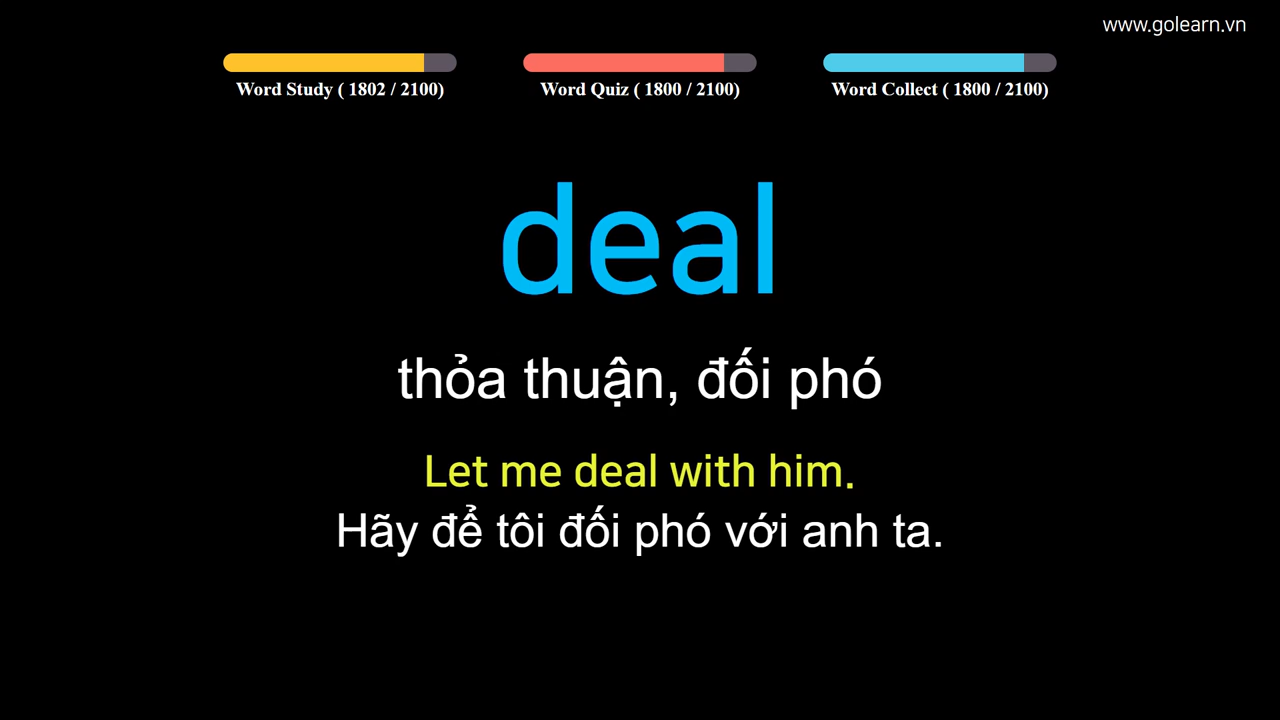 www.golearn.vn
Word Study ( 1802 / 2100)
Word Quiz ( 1800 / 2100)
Word Collect ( 1800 / 2100)
deal
thỏa thuận, đối phó
Let me deal with him.
Hãy để tôi đối phó với anh ta.